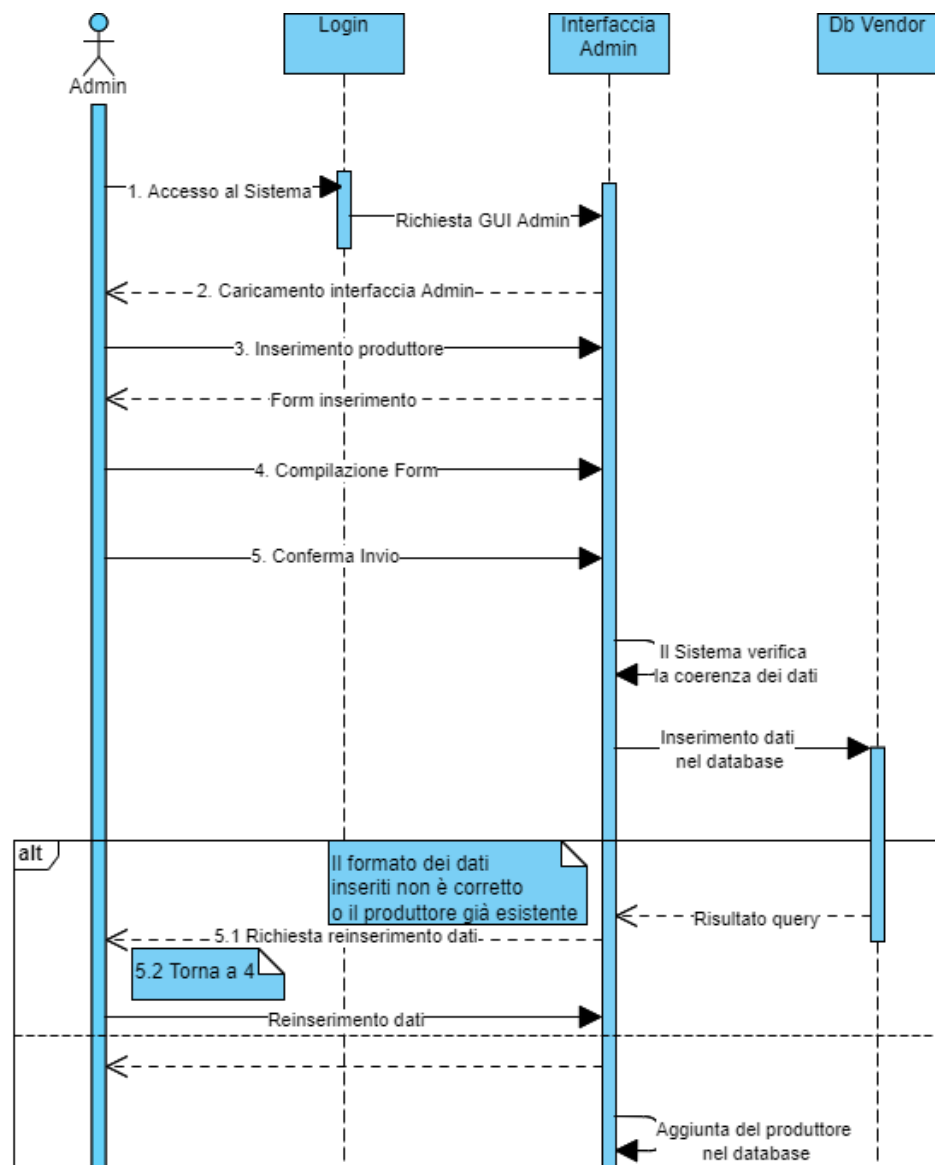 Login
Interfaccia
Admin
Db Vendor
Admin
1. Accesso al Sistema
Richiesta GUI Admin
2. Caricamento interfaccia Admin
3. Inserimento produttore
Form inserimento
4. Compilazione Form
5. Conferma Invio
Il Sistema verifica
la coerenza dei dati
Inserimento dati
nel database
alt
Il formato dei dati
inseriti non è corretto
o il produttore già esistente
Risultato query
5.1 Richiesta reinserimento dati
5.2 Torna a 4
Reinserimento dati
Aggiunta del produttore
nel database